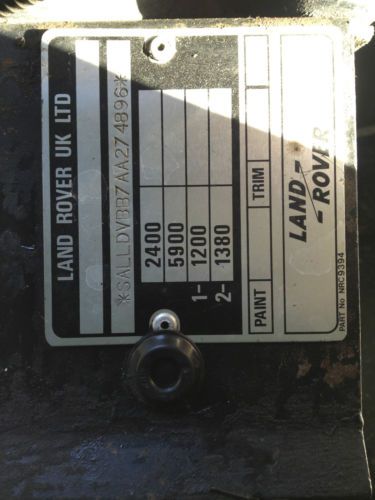 LAND ROVER UK LTD
*SALLDVBB7AA274896*
2400
5900
1- 1200
2- 1380
PAINT TRIM
LAND-
-ROVER
PART No NRC9394